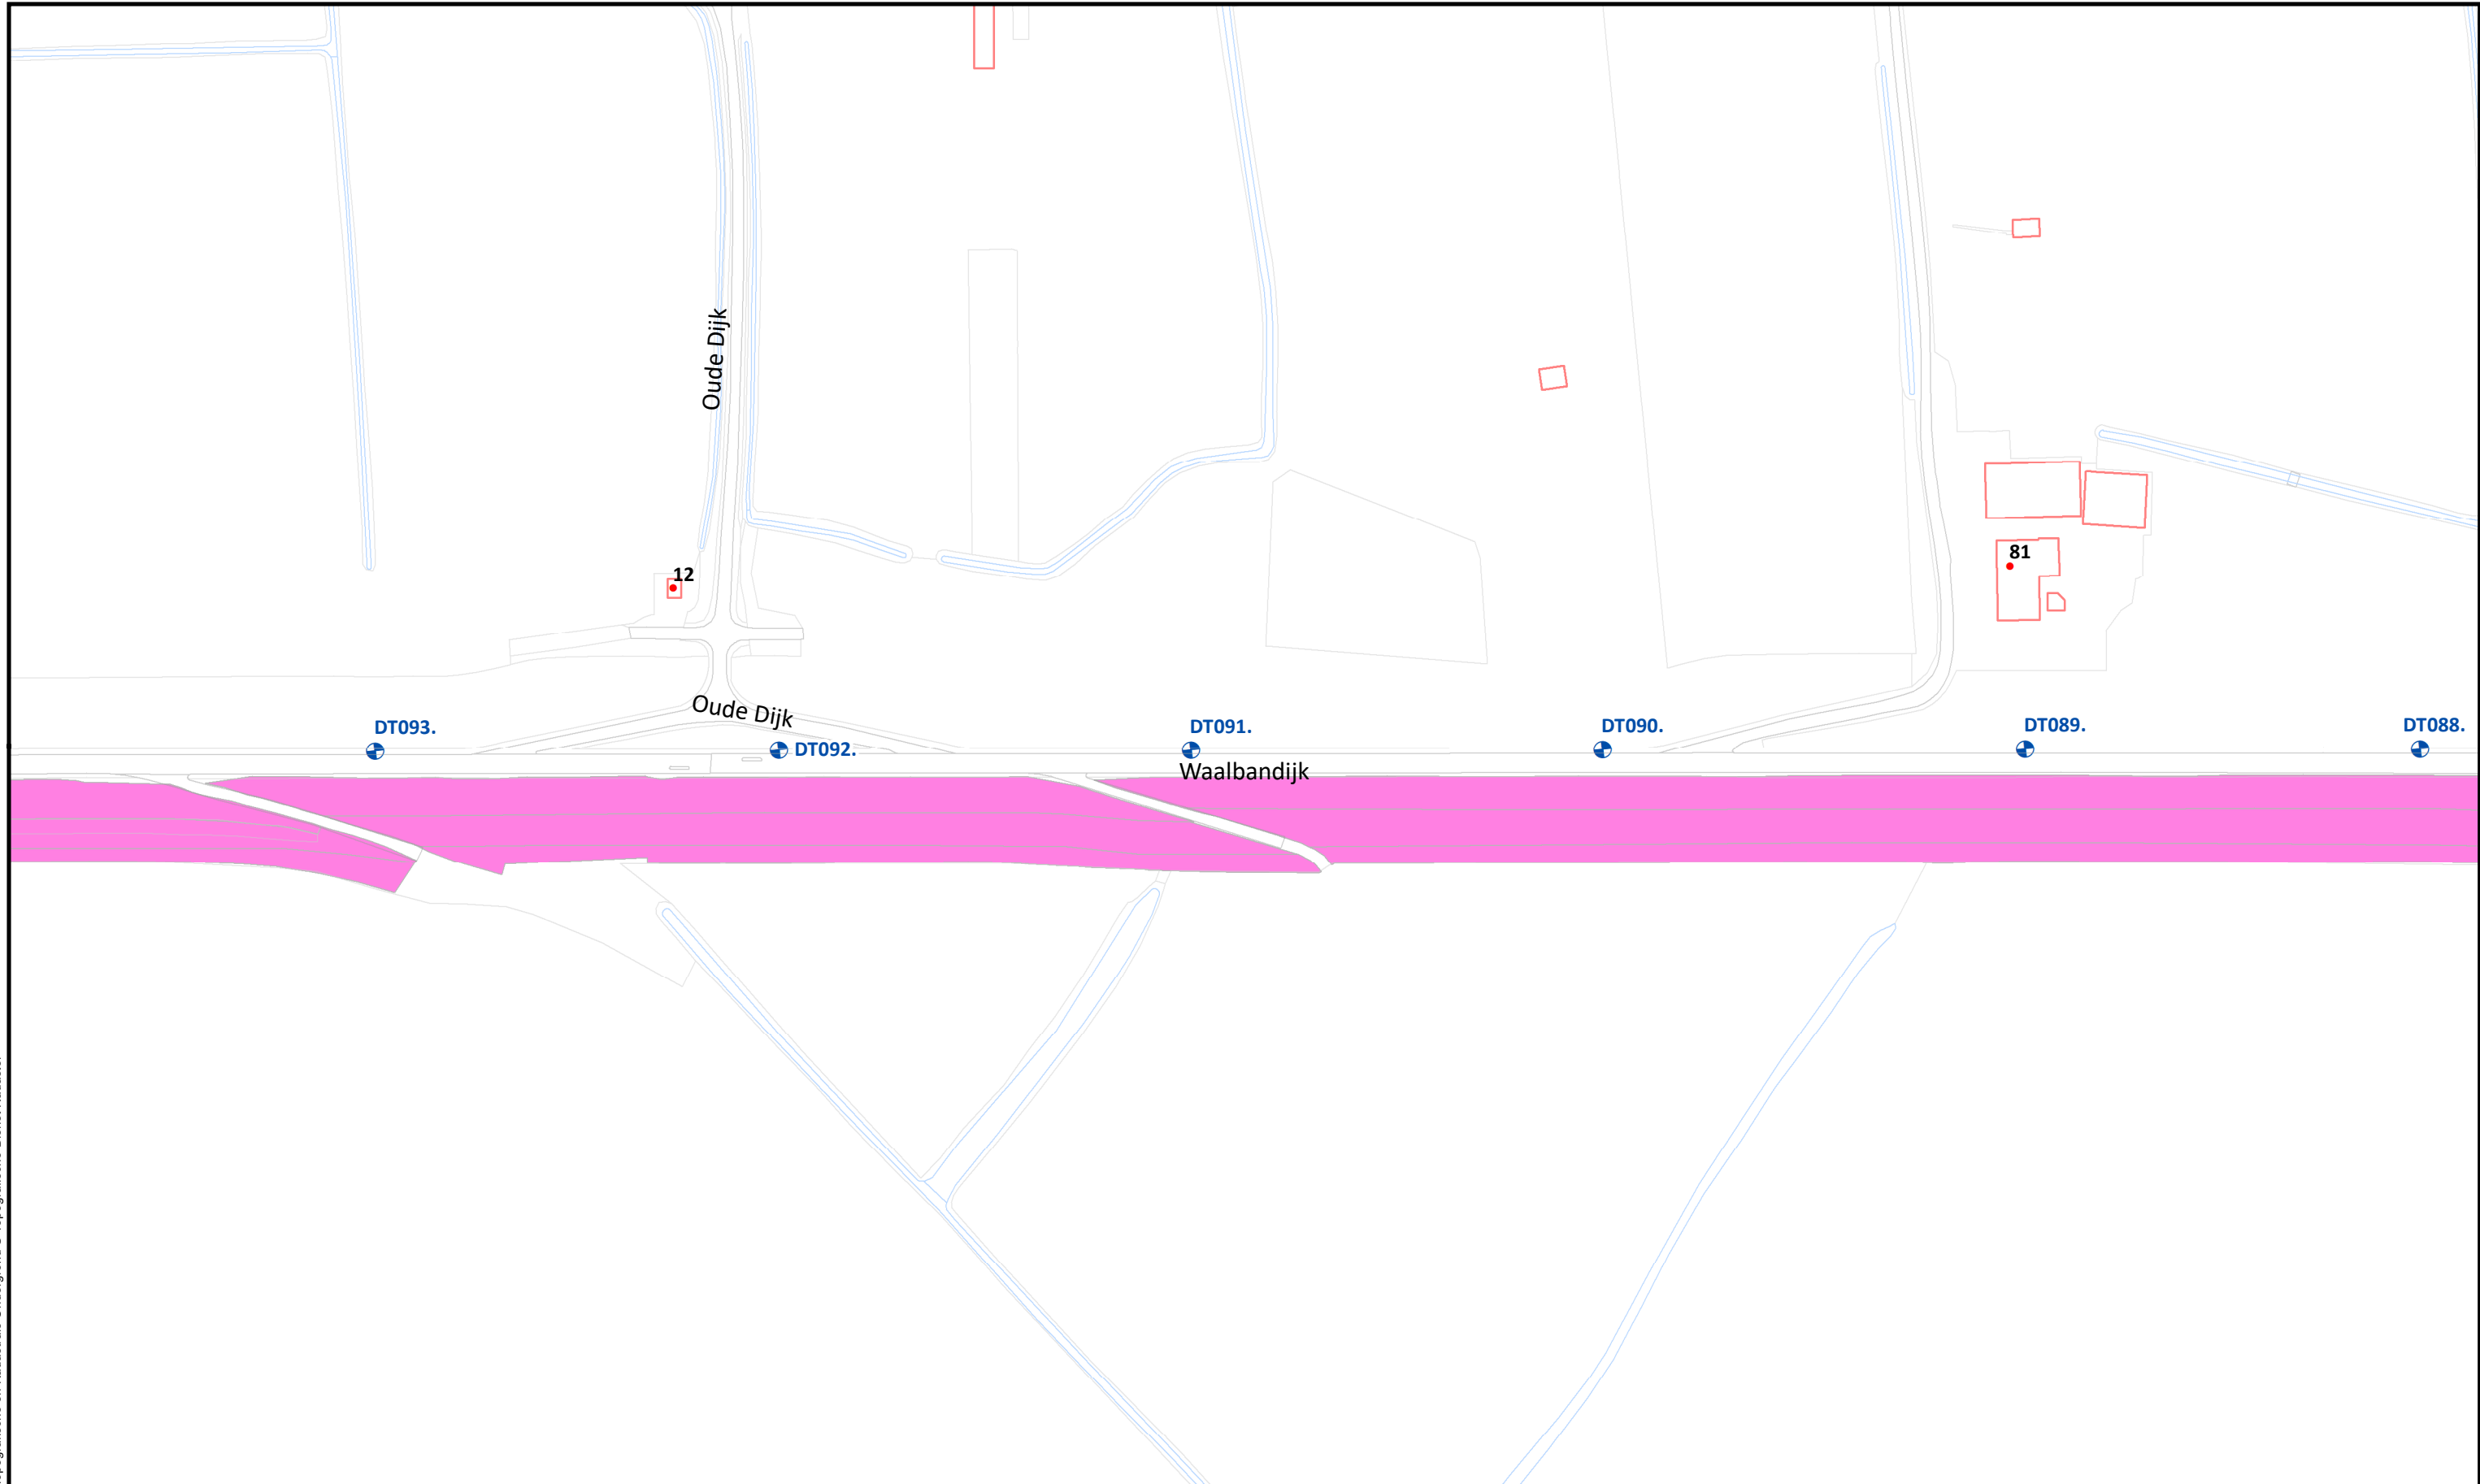 Oude Dijk
12
81
Oude Dijk
DT093.
DT092.
DT091.
DT090.
DT089.
DT088.
Waalbandijk